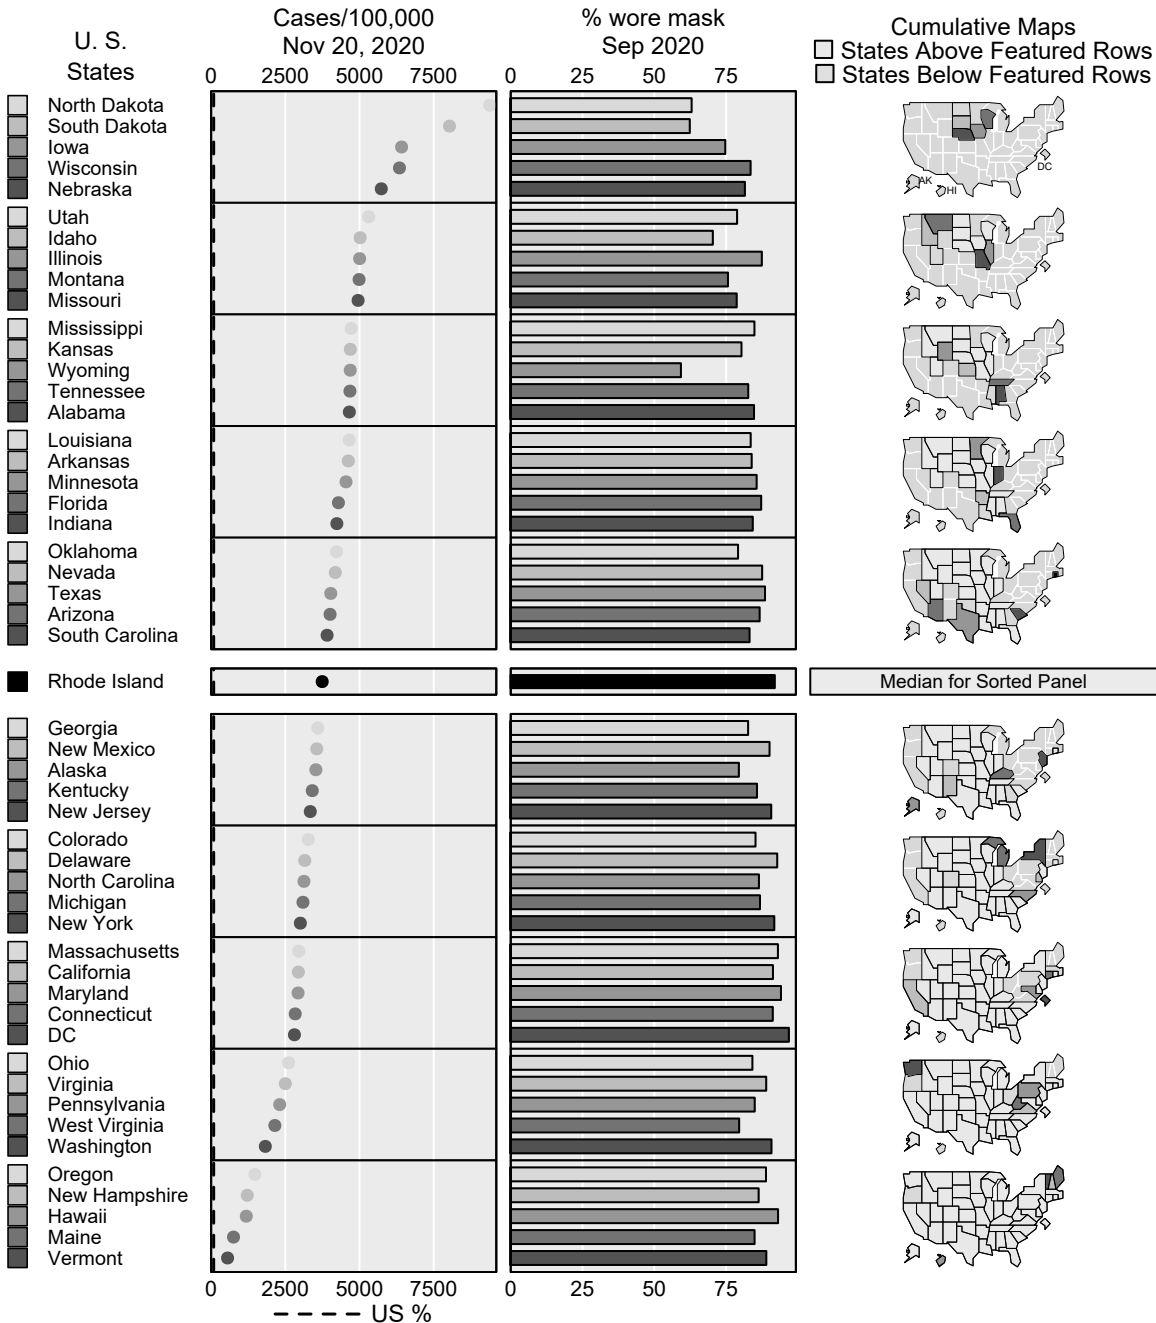 U. S.
States
Cases/100,000
Nov 20, 2020
% wore mask
Sep 2020
Cumulative Maps
States Above Featured Rows
States Below Featured Rows
0 2500 5000 7500
0 25 50 75
North Dakota
South Dakota
Iowa
Wisconsin
Nebraska
AK
HI
DC
Utah
Idaho
Illinois
Montana
Missouri
Mississippi
Kansas
Wyoming
Tennessee
Alabama
Louisiana
Arkansas
Minnesota
Florida
Indiana
Oklahoma
Nevada
Texas
Arizona
South Carolina
Rhode Island
Median for Sorted Panel
Georgia
New Mexico
Alaska
Kentucky
New Jersey
Colorado
Delaware
North Carolina
Michigan
New York
Massachusetts
California
Maryland
Connecticut
DC
Ohio
Virginia
Pennsylvania
West Virginia
Washington
Oregon
New Hampshire
Hawaii
Maine
Vermont
0 2500 5000 7500
0 25 50 75
US %